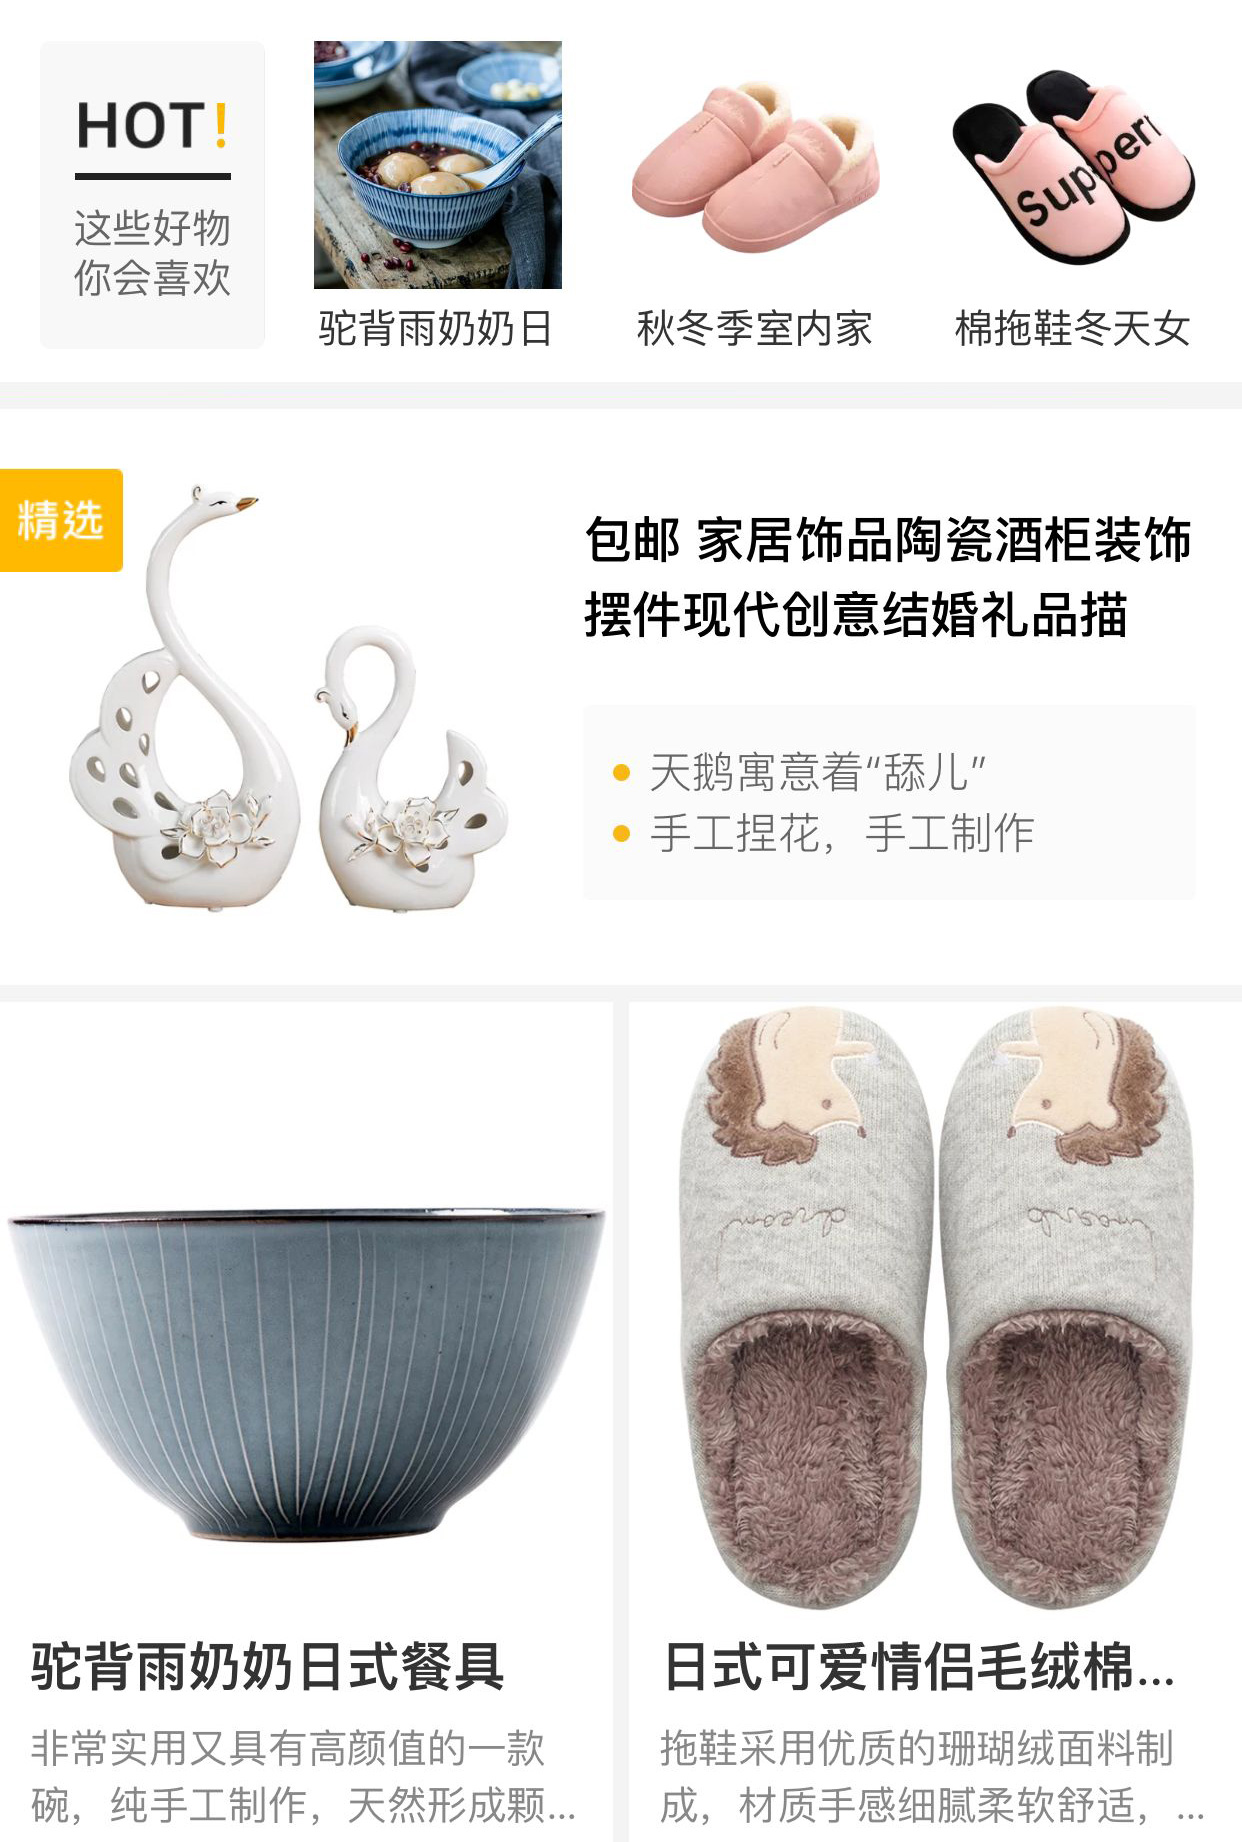 HOT!
这些好物
你会喜欢
驼背雨奶奶日
秋冬季室内家
棉拖鞋冬天女
Supperr
精选
包邮 家居饰品陶瓷酒柜装饰
摆件现代创意结婚礼品描
天鹅寓意着“舔儿”
手工捏花，手工制作
dream
驼背雨奶奶日式餐具
日式可爱情侣毛绒棉...
非常实用又具有高颜值的一款
碗，纯手工制作，天然形成颗...
拖鞋采用优质的珊瑚绒面料制
成，材质手感细腻柔软舒适，...